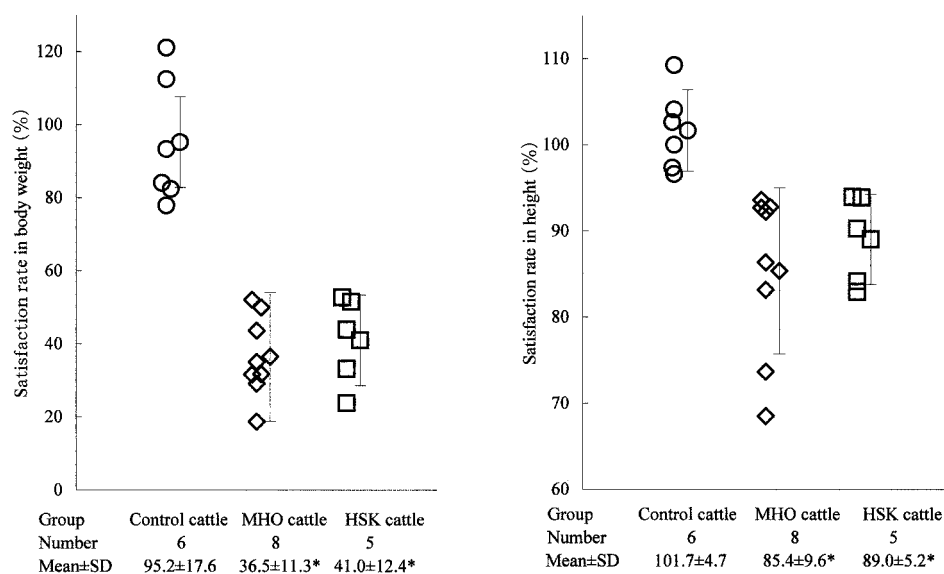 Satisfaction rate in body weight (%)
120
100
80
60
40
20
0
Group Control cattle MHO cattle HSK cattle
Number 6 8 5
Mean±SD 95.2±17.6 36.5±11.3* 41.0±12.4*
Satisfaction rate in height (%)
110
100
90
80
70
60
Group Control cattle MHO cattle HSK cattle
Number 6 8 5
Mean±SD 101.7±4.7 85.4±9.6* 89.0±5.2*